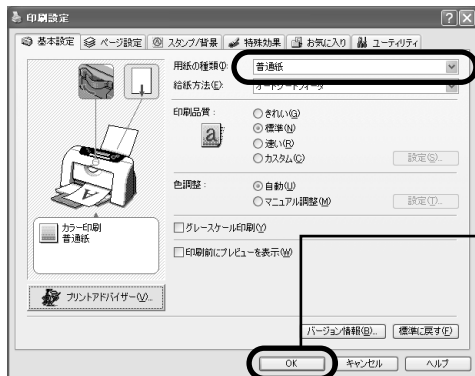 印刷設定
基本設定 ページ設定 スタンプ/背景 特殊効果 お気に入り ユーティリティ
用紙の種類(I): 普通紙
給紙方法(E): オートシートフィーダ
印刷品質: きれい(G)
標準(N)
速い(R)
カスタム(C) 設定(S)...
色調整: 自動(U)
マニュアル調整(M) 設定(T)...
カラー印刷
普通紙
グレースケール印刷(Y)
印刷前にプレビューを表示(W)
プリントアドバイザー(V)...
バージョン情報(B)... 標準に戻す(F)
OK キャンセル ヘルプ